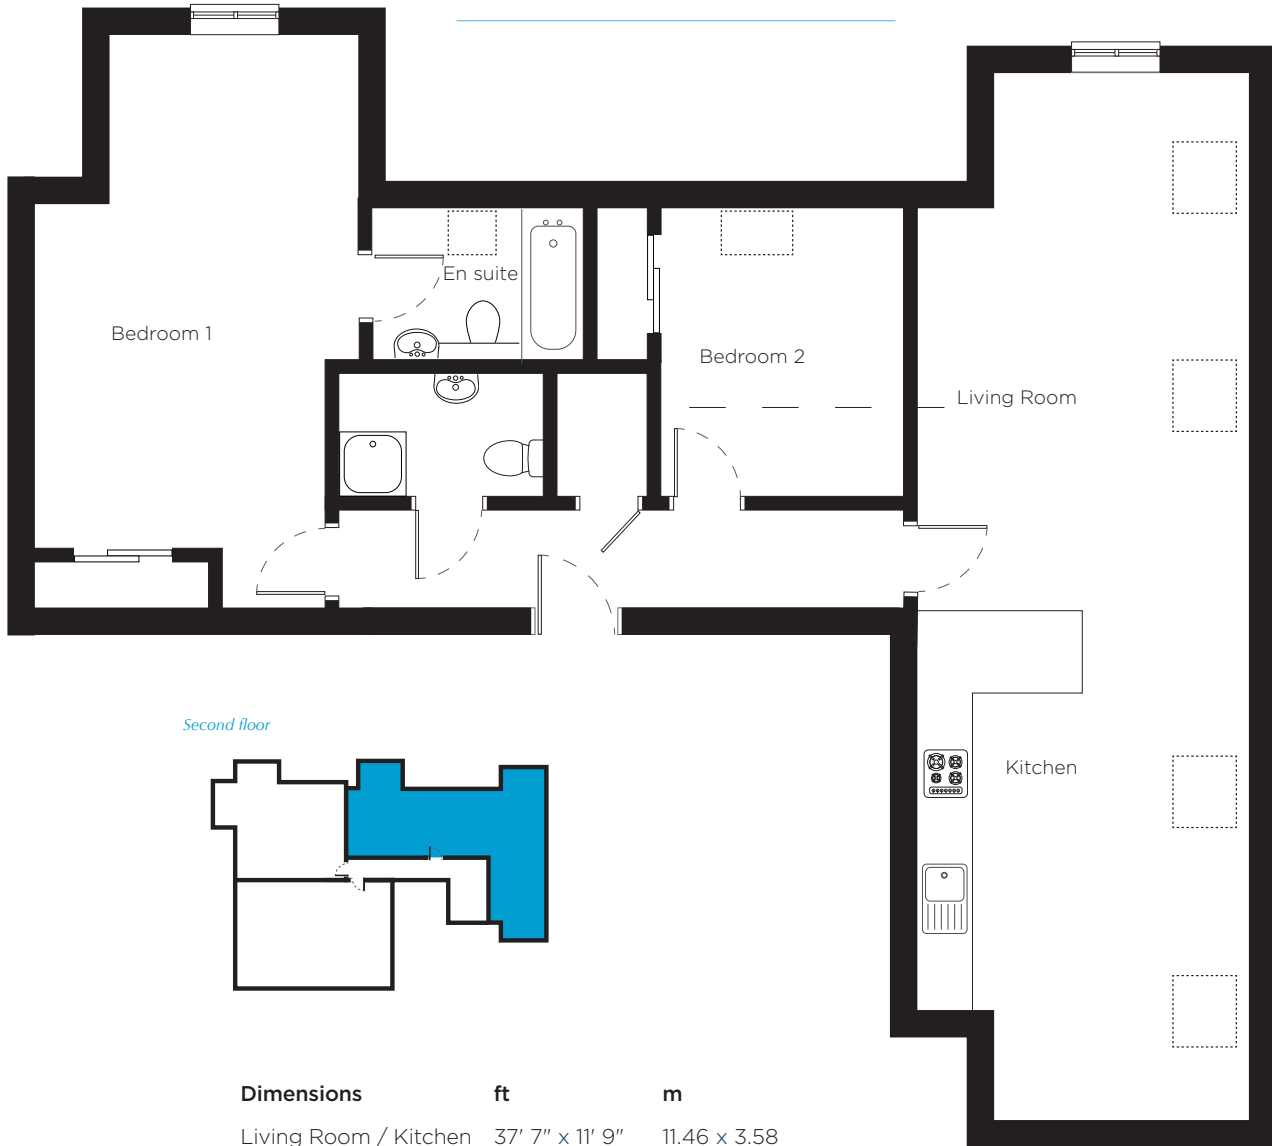 En suite
Bedroom 1
Bedroom 2
Living Room
Kitchen
Second floor
Dimensions ft m
Living Room / Kitchen 37' 7" x 11' 9" 11.46 x 3.58